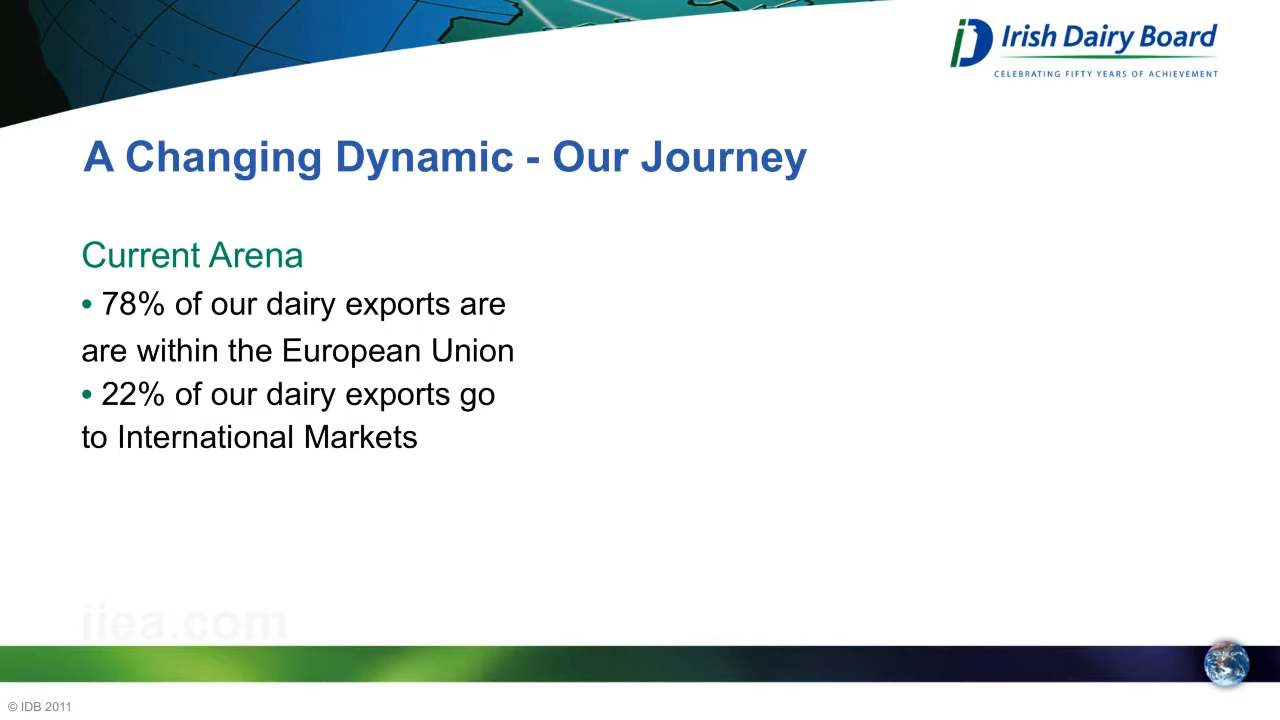 Irish Dairy Board
CELEBRATING FIFTY YEARS OF ACHIEVEMENT
A Changing Dynamic - Our Journey
Current Arena
• 78% of our dairy exports are
are within the European Union
• 22% of our dairy exports go
to International Markets
iiea.com
© IDB 2011